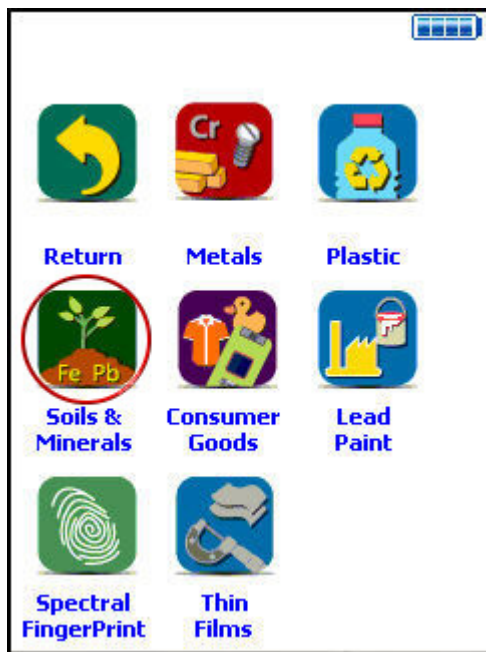 Cr
Return
Metals
Plastic
Fe Pb
Soils &
Minerals
Consumer
Goods
Lead
Paint
Spectral
FingerPrint
Thin
Films